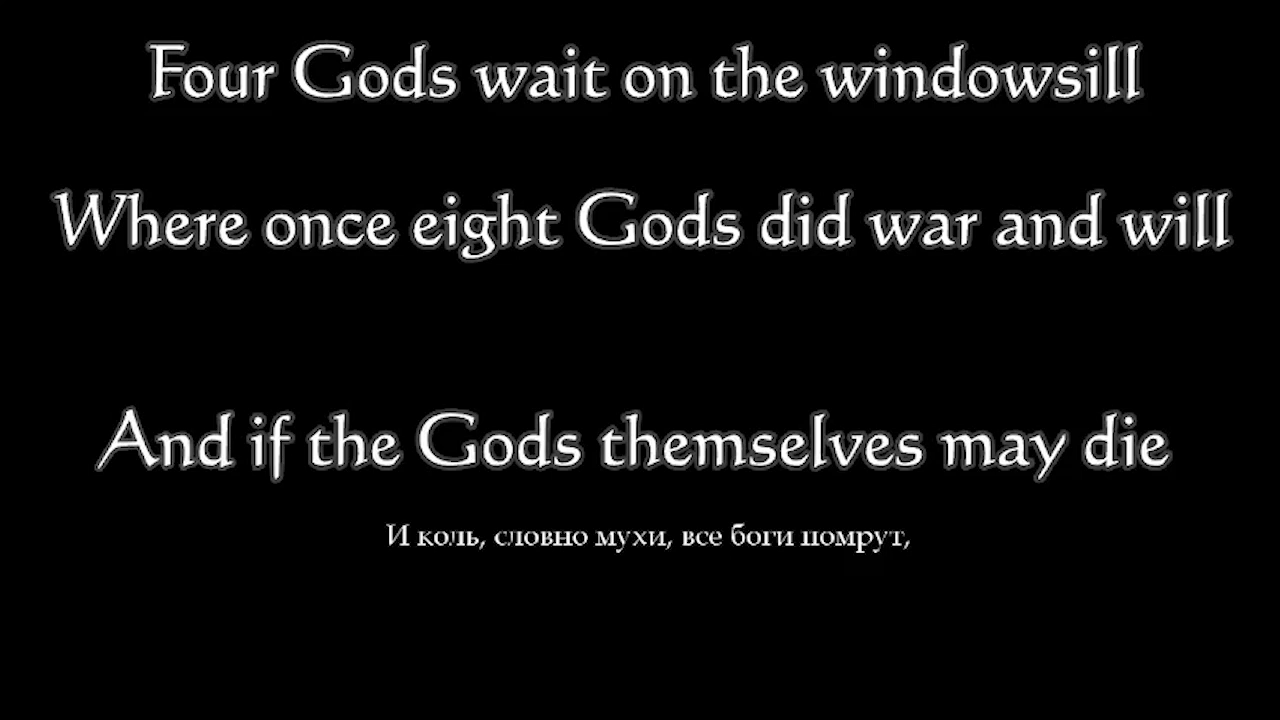 Four Gods wait on the windowsill
Where once eight Gods did war and will
And if the Gods themselves may die
И коль, словно мухи, все боги помрут,